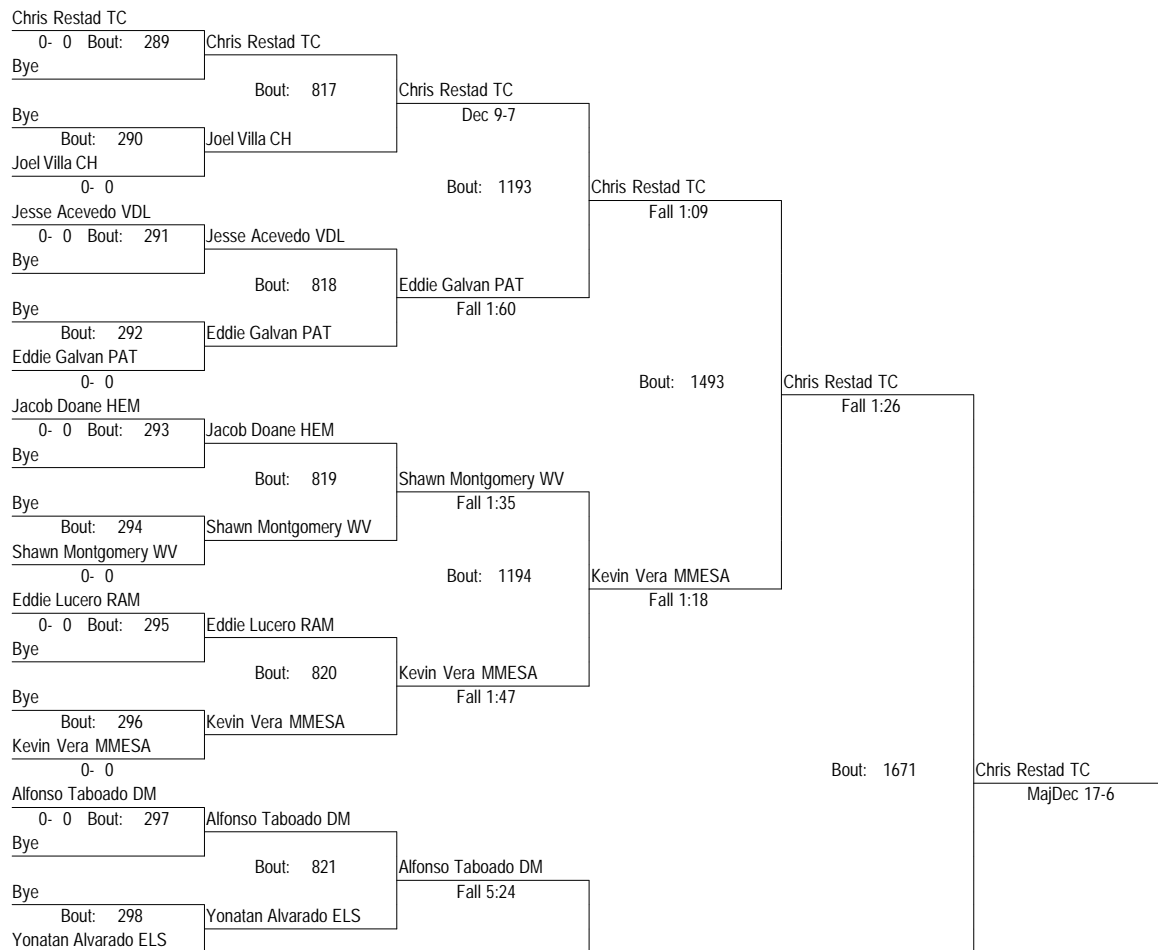 Chris Restad TC
0- 0 Bout: 289 Chris Restad TC
Bye
Bout: 817 Chris Restad TC
Bye Dec 9-7
Bout: 290 Joel Villa CH
Joel Villa CH
0- 0 Bout: 1193 Chris Restad TC
Jesse Acevedo VDL Fall 1:09
0- 0 Bout: 291 Jesse Acevedo VDL
Bye
Bout: 818 Eddie Galvan PAT
Bye Fall 1:60
Bout: 292 Eddie Galvan PAT
Eddie Galvan PAT
0- 0 Bout: 1493 Chris Restad TC
Jacob Doane HEM Fall 1:26
0- 0 Bout: 293 Jacob Doane HEM
Bye
Bout: 819 Shawn Montgomery WV
Bye Fall 1:35
Bout: 294 Shawn Montgomery WV
Shawn Montgomery WV
0- 0 Bout: 1194 Kevin Vera MMESA
Eddie Lucero RAM Fall 1:18
0- 0 Bout: 295 Eddie Lucero RAM
Bye
Bout: 820 Kevin Vera MMESA
Bye Fall 1:47
Bout: 296 Kevin Vera MMESA
Kevin Vera MMESA
0- 0 Bout: 1671 Chris Restad TC
Alfonso Taboado DM MajDec 17-6
0- 0 Bout: 297 Alfonso Taboado DM
Bye
Bout: 821 Alfonso Taboado DM
Bye Fall 5:24
Bout: 298 Yonatan Alvarado ELS
Yonatan Alvarado ELS